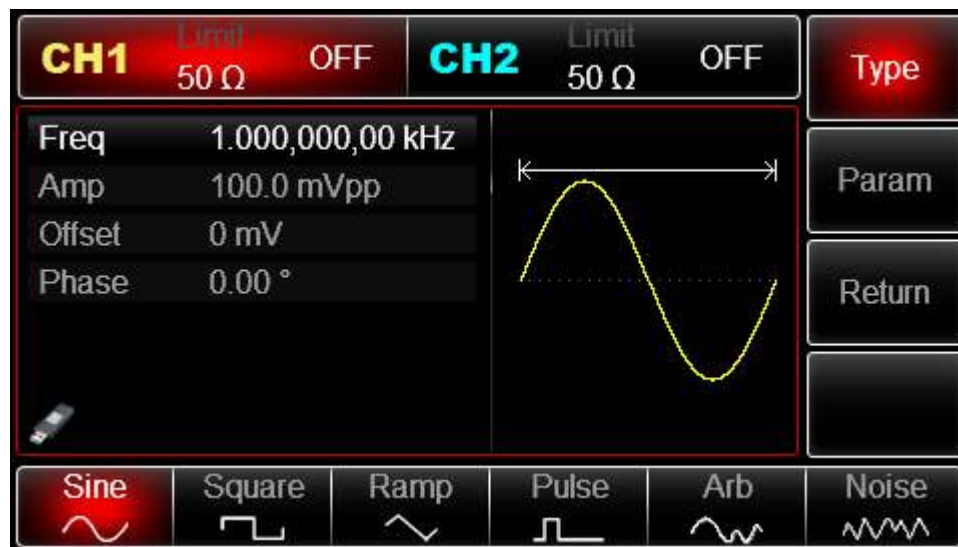 CH1 Limit 50 Ω OFF
CH2 Limit 50 Ω OFF
Type
Freq 1.000,000,00 kHz
Amp 100.0 mVpp
Offset 0 mV
Phase 0.00 °
Param
Return
Sine Square Ramp Pulse Arb Noise